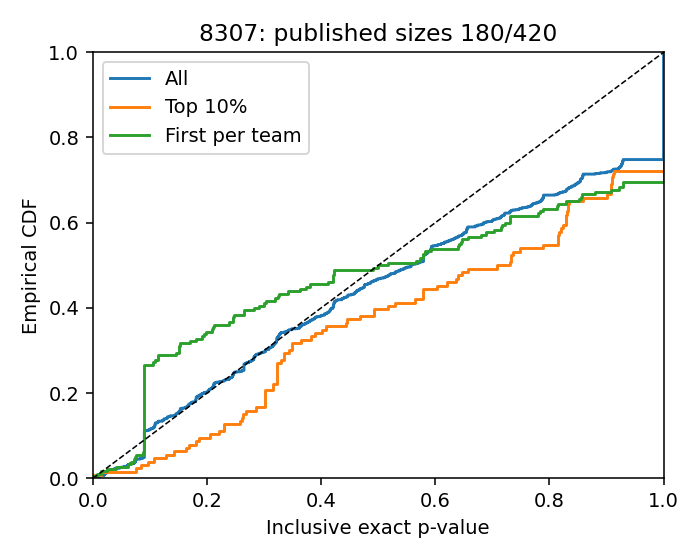 8307: published sizes 180/420
All
Top 10%
First per team
Empirical CDF
1.0
0.8
0.6
0.4
0.2
0.0
0.0 0.2 0.4 0.6 0.8 1.0
Inclusive exact p-value